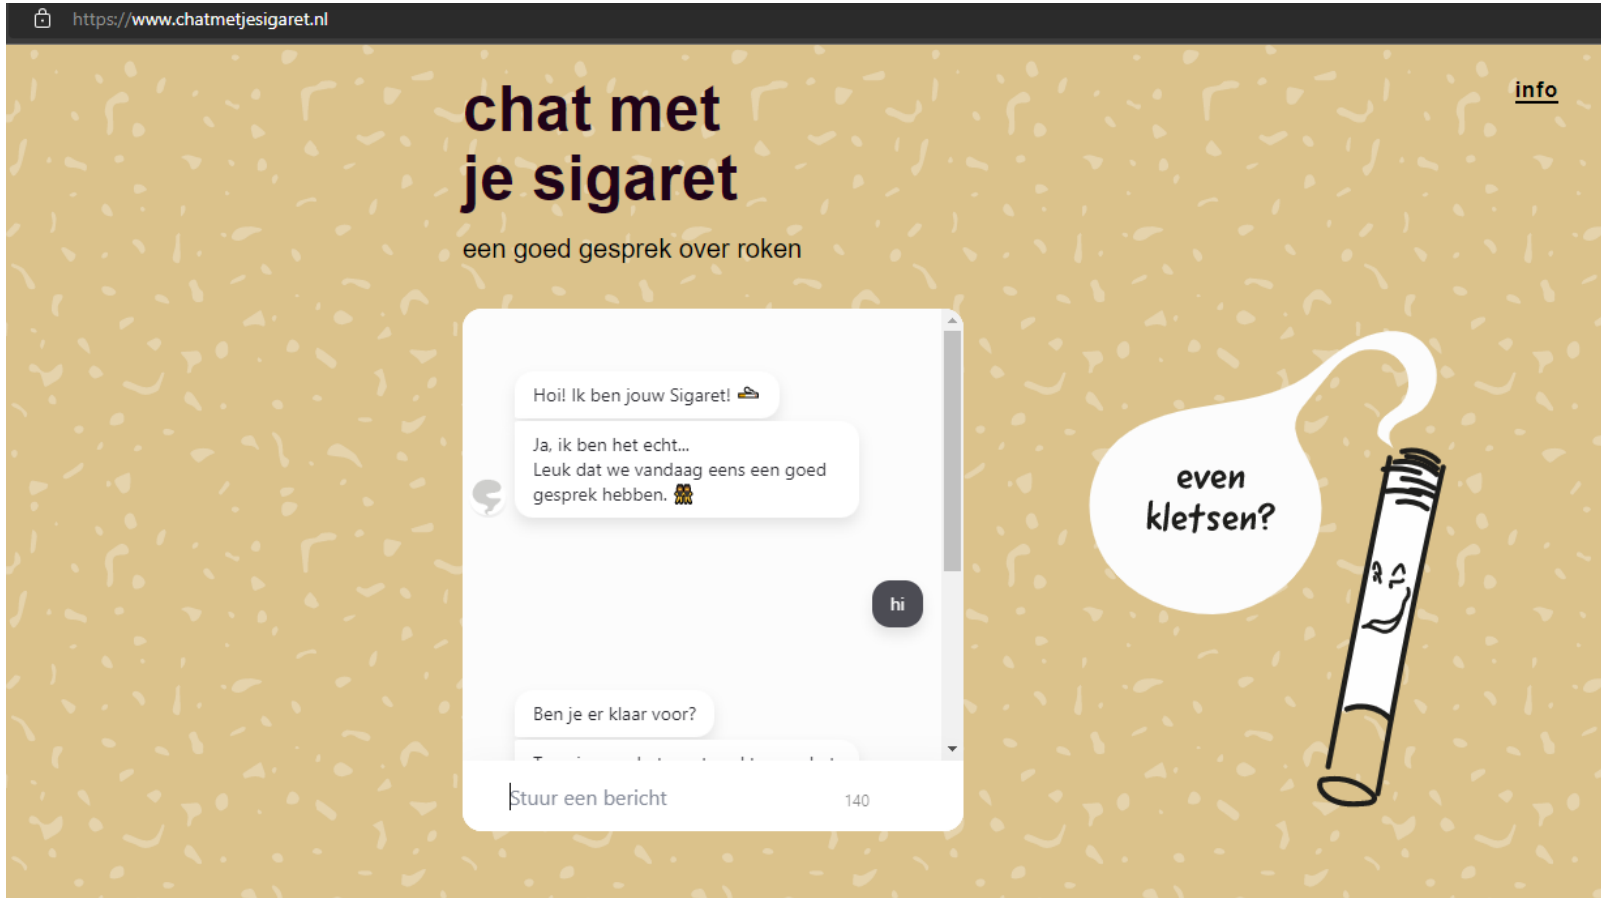 https://www.chatmetjesigaret.nl
info
chat met
je sigaret
een goed gesprek over roken
Hoi! Ik ben jouw Sigaret! 🚬
Ja, ik ben het echt...
Leuk dat we vandaag eens een goed
gesprek hebben.
hi
Ben je er klaar voor?
Stuur een bericht
140
even
kletsen?